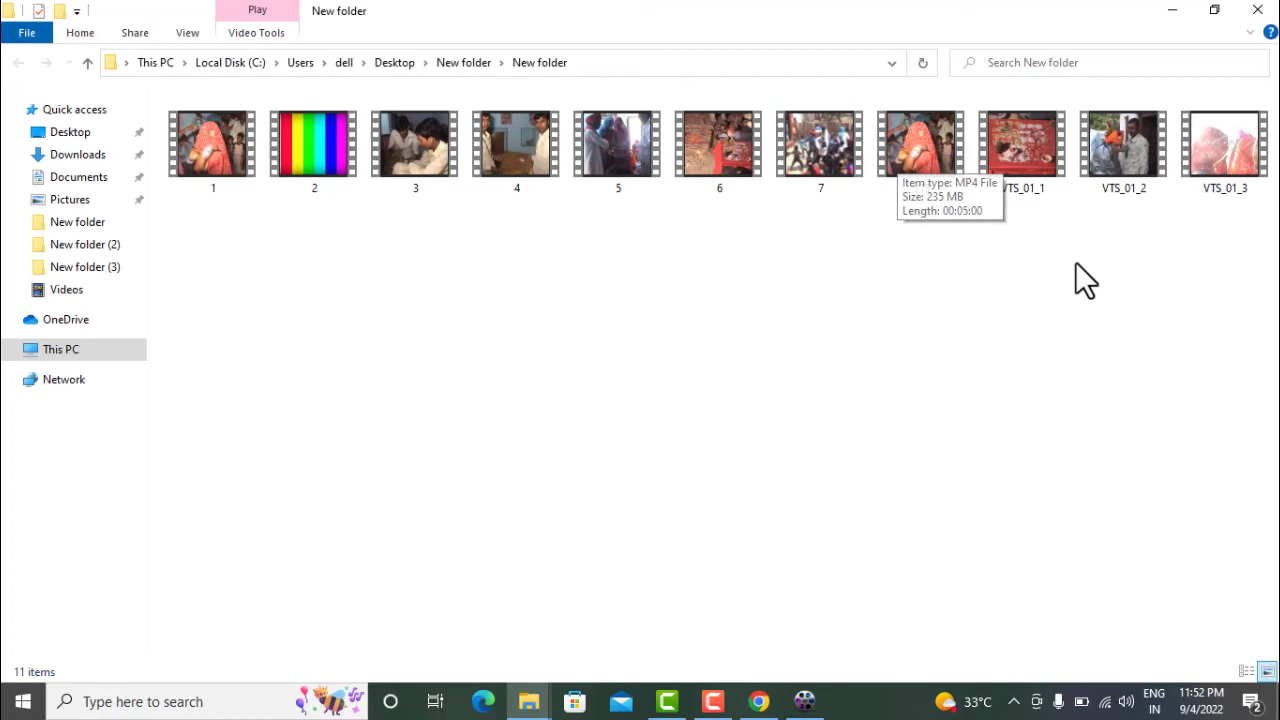 Play
New folder
File
Home
Share
View
Video Tools
This PC
Local Disk (C:)
Users
dell
Desktop
New folder
New folder
Search New folder
Quick access
Desktop
Downloads
Documents
Pictures
New folder
New folder (2)
New folder (3)
Videos
OneDrive
This PC
Network
1
2
3
4
5
6
7
VTS_01_1
VTS_01_2
VTS_01_3
Item type: MP4 File
Size: 235 MB
Length: 00:05:00
11 items
Type here to search
33°C
ENG
IN
11:52 PM
9/4/2022
2